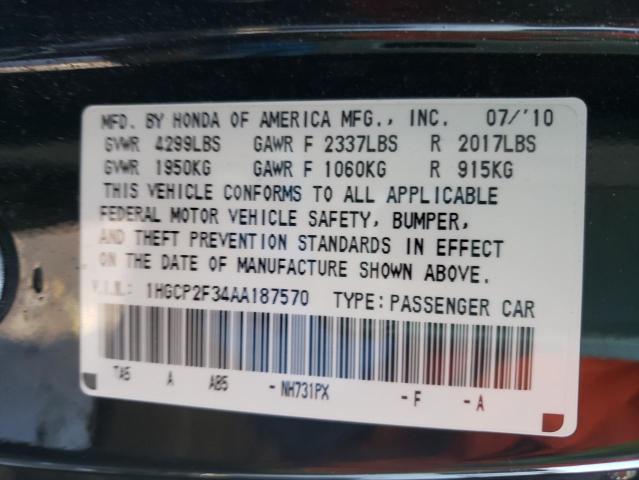 MFD. BY HONDA OF AMERICA MFG., INC. 07/'10
GVWR 4299LBS GAWR F 2337LBS R 2017LBS
GVWR 1950KG GAWR F 1060KG R 915KG
THIS VEHICLE CONFORMS TO ALL APPLICABLE
FEDERAL MOTOR VEHICLE SAFETY, BUMPER,
AND THEFT PREVENTION STANDARDS IN EFFECT
ON THE DATE OF MANUFACTURE SHOWN ABOVE.
V.I.N.: 1HGCP2F34AA187570 TYPE:PASSENGER CAR
TA5 A AB5 - NH731PX - F - A